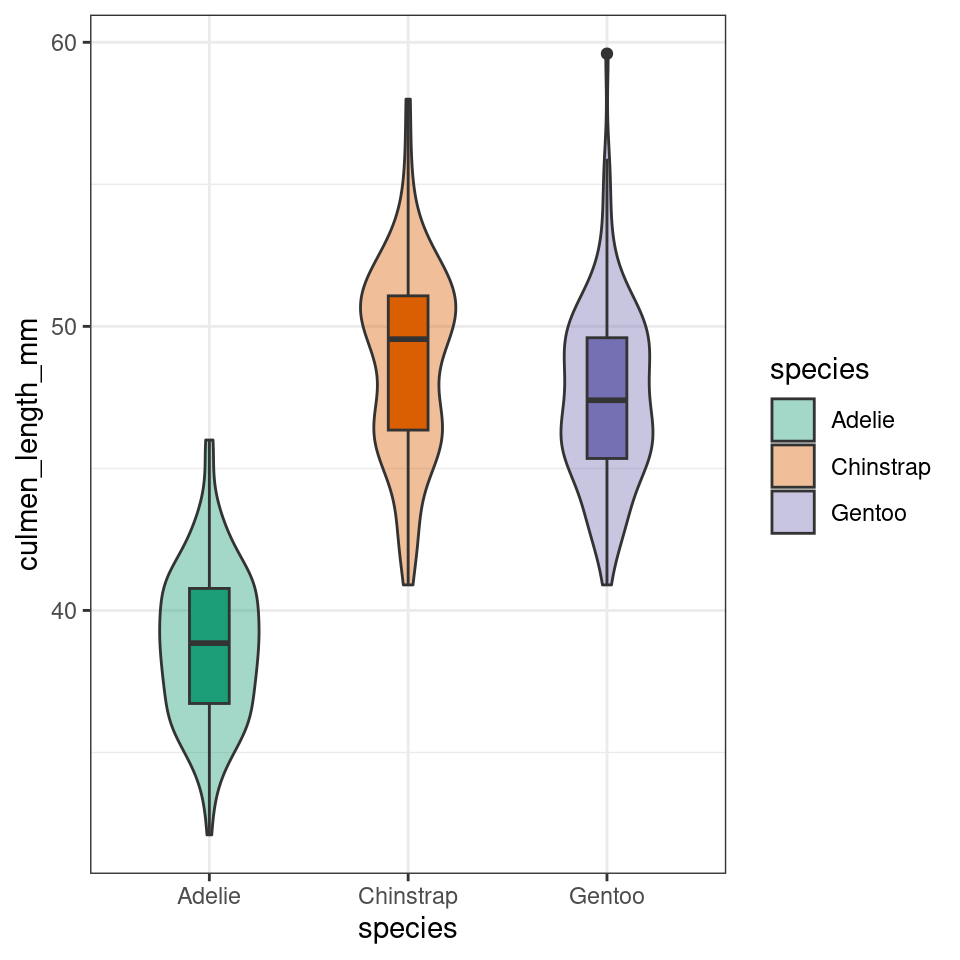 60
50
40
culmen_length_mm
Adelie
Chinstrap
Gentoo
species
species
Adelie
Chinstrap
Gentoo